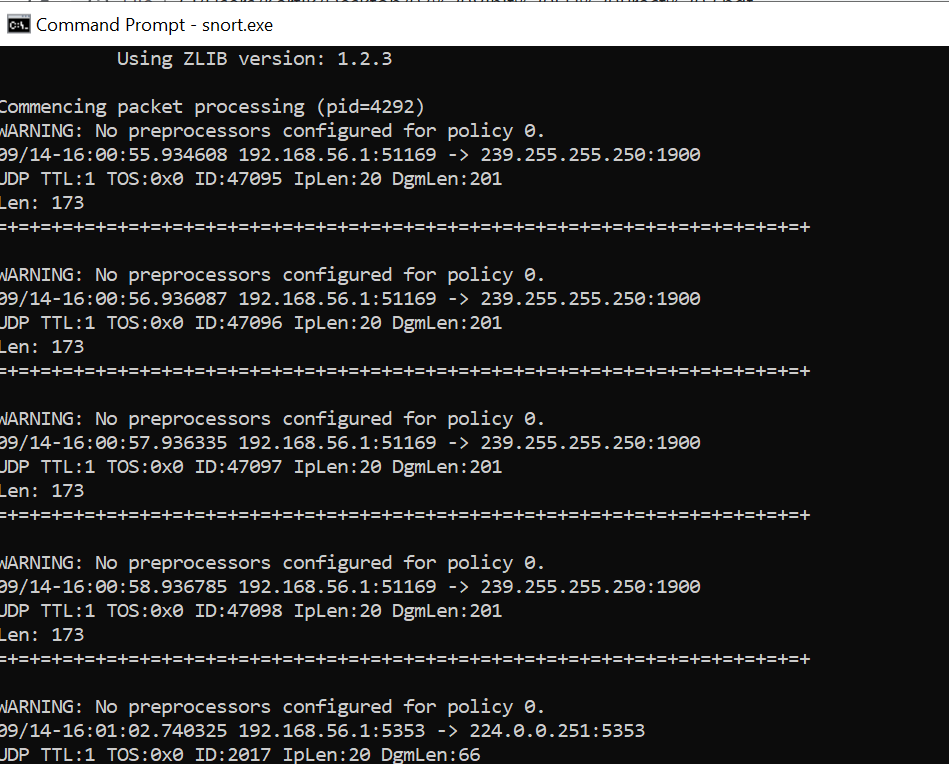 Command Prompt - snort.exe
Using ZLIB version: 1.2.3
Commencing packet processing (pid=4292)
WARNING: No preprocessors configured for policy 0.
09/14-16:00:55.934608 192.168.56.1:51169 -> 239.255.255.250:1900
UDP TTL:1 TOS:0x0 ID:47095 IpLen:20 DgmLen:201
Len: 173
=+=+=+=+=+=+=+=+=+=+=+=+=+=+=+=+=+=+=+=+=+=+=+=+=+=+=+=+=+=+=+=+=+=+=+=+=+
WARNING: No preprocessors configured for policy 0.
09/14-16:00:56.936087 192.168.56.1:51169 -> 239.255.255.250:1900
UDP TTL:1 TOS:0x0 ID:47096 IpLen:20 DgmLen:201
Len: 173
=+=+=+=+=+=+=+=+=+=+=+=+=+=+=+=+=+=+=+=+=+=+=+=+=+=+=+=+=+=+=+=+=+=+=+=+=+
WARNING: No preprocessors configured for policy 0.
09/14-16:00:57.936335 192.168.56.1:51169 -> 239.255.255.250:1900
UDP TTL:1 TOS:0x0 ID:47097 IpLen:20 DgmLen:201
Len: 173
=+=+=+=+=+=+=+=+=+=+=+=+=+=+=+=+=+=+=+=+=+=+=+=+=+=+=+=+=+=+=+=+=+=+=+=+=+
WARNING: No preprocessors configured for policy 0.
09/14-16:00:58.936785 192.168.56.1:51169 -> 239.255.255.250:1900
UDP TTL:1 TOS:0x0 ID:47098 IpLen:20 DgmLen:201
Len: 173
=+=+=+=+=+=+=+=+=+=+=+=+=+=+=+=+=+=+=+=+=+=+=+=+=+=+=+=+=+=+=+=+=+=+=+=+=+
WARNING: No preprocessors configured for policy 0.
09/14-16:01:02.740325 192.168.56.1:5353 -> 224.0.0.251:5353
UDP TTL:1 TOS:0x0 ID:2017 IpLen:20 DgmLen:66